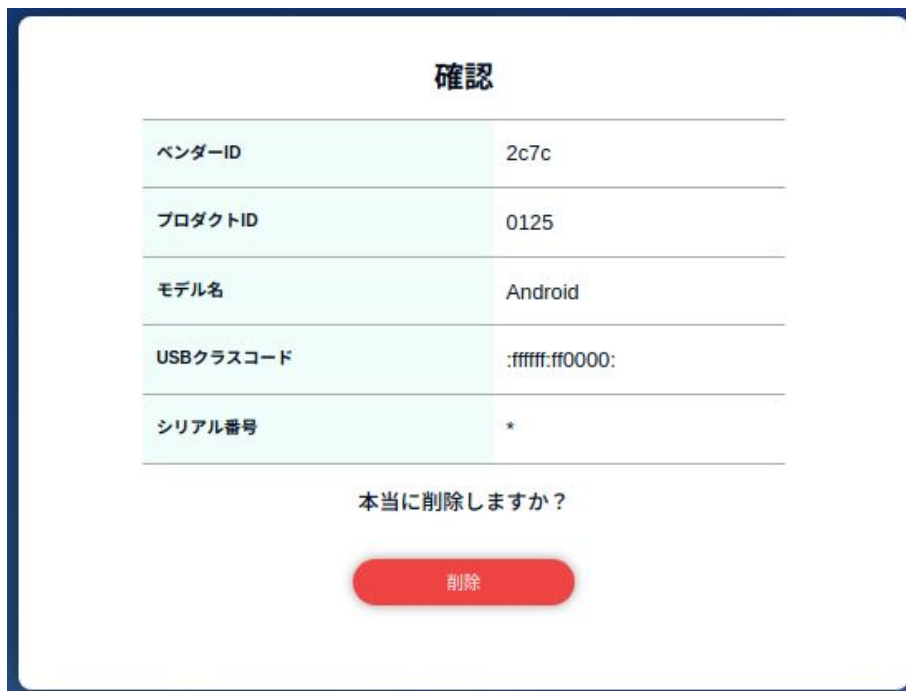 確認
ベンダーID 2c7c
プロダクトID 0125
モデル名 Android
USBクラスコード :ffffff:ff0000:
シリアル番号 *
本当に削除しますか？
削除